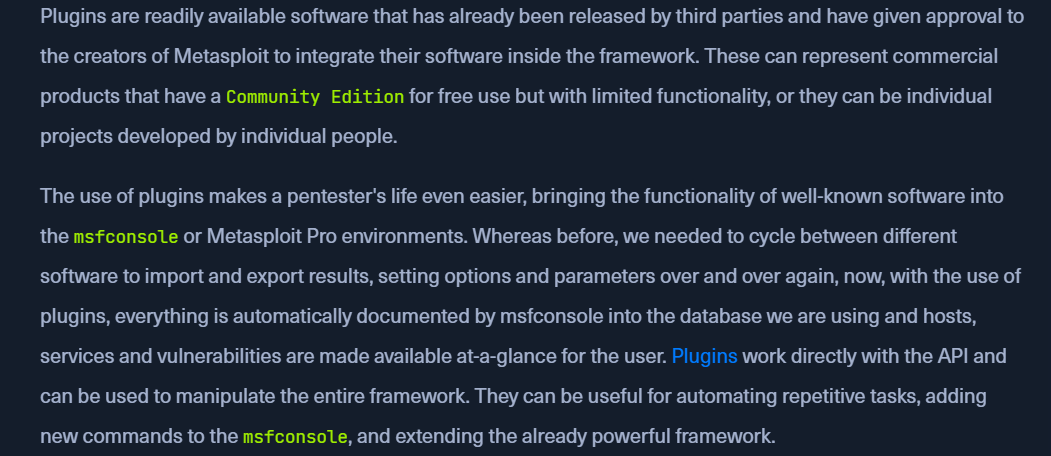 Plugins are readily available software that has already been released by third parties and have given approval to
the creators of Metasploit to integrate their software inside the framework. These can represent commercial
products that have a Community Edition for free use but with limited functionality, or they can be individual
projects developed by individual people.
The use of plugins makes a pentester's life even easier, bringing the functionality of well-known software into
the msfconsole or Metasploit Pro environments. Whereas before, we needed to cycle between different
software to import and export results, setting options and parameters over and over again, now, with the use of
plugins, everything is automatically documented by msfconsole into the database we are using and hosts,
services and vulnerabilities are made available at-a-glance for the user. Plugins work directly with the API and
can be used to manipulate the entire framework. They can be useful for automating repetitive tasks, adding
new commands to the msfconsole, and extending the already powerful framework.